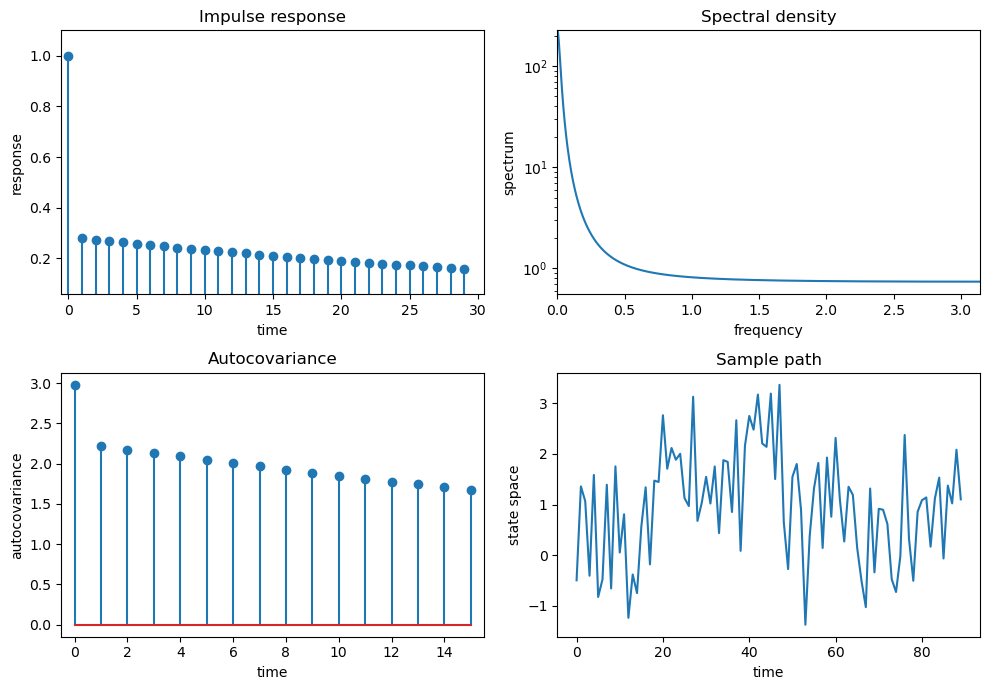 Impulse response
response
1.0
0.8
0.6
0.4
0.2
0 5 10 15 20 25 30
time
Spectral density
spectrum
10²
10¹
10⁰
0.0 0.5 1.0 1.5 2.0 2.5 3.0
frequency
Autocovariance
autocovariance
3.0
2.5
2.0
1.5
1.0
0.5
0.0
0 2 4 6 8 10 12 14
time
Sample path
state space
3
2
1
0
−1
0 20 40 60 80
time